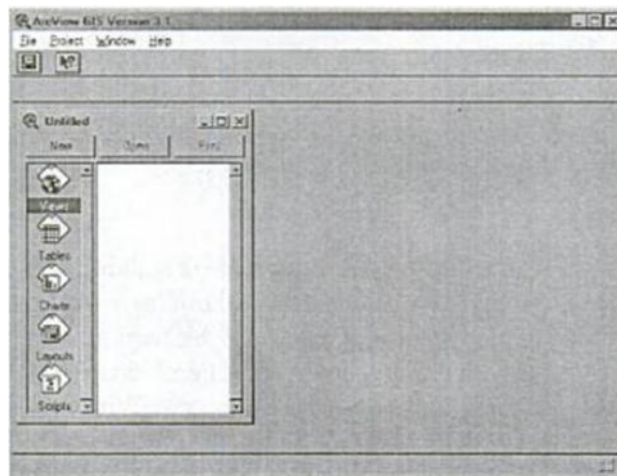 ArcView GIS Version 3.1
File Project Window Help
Untitled
New Open Print
Views
Tables
Charts
Layouts
Scripts